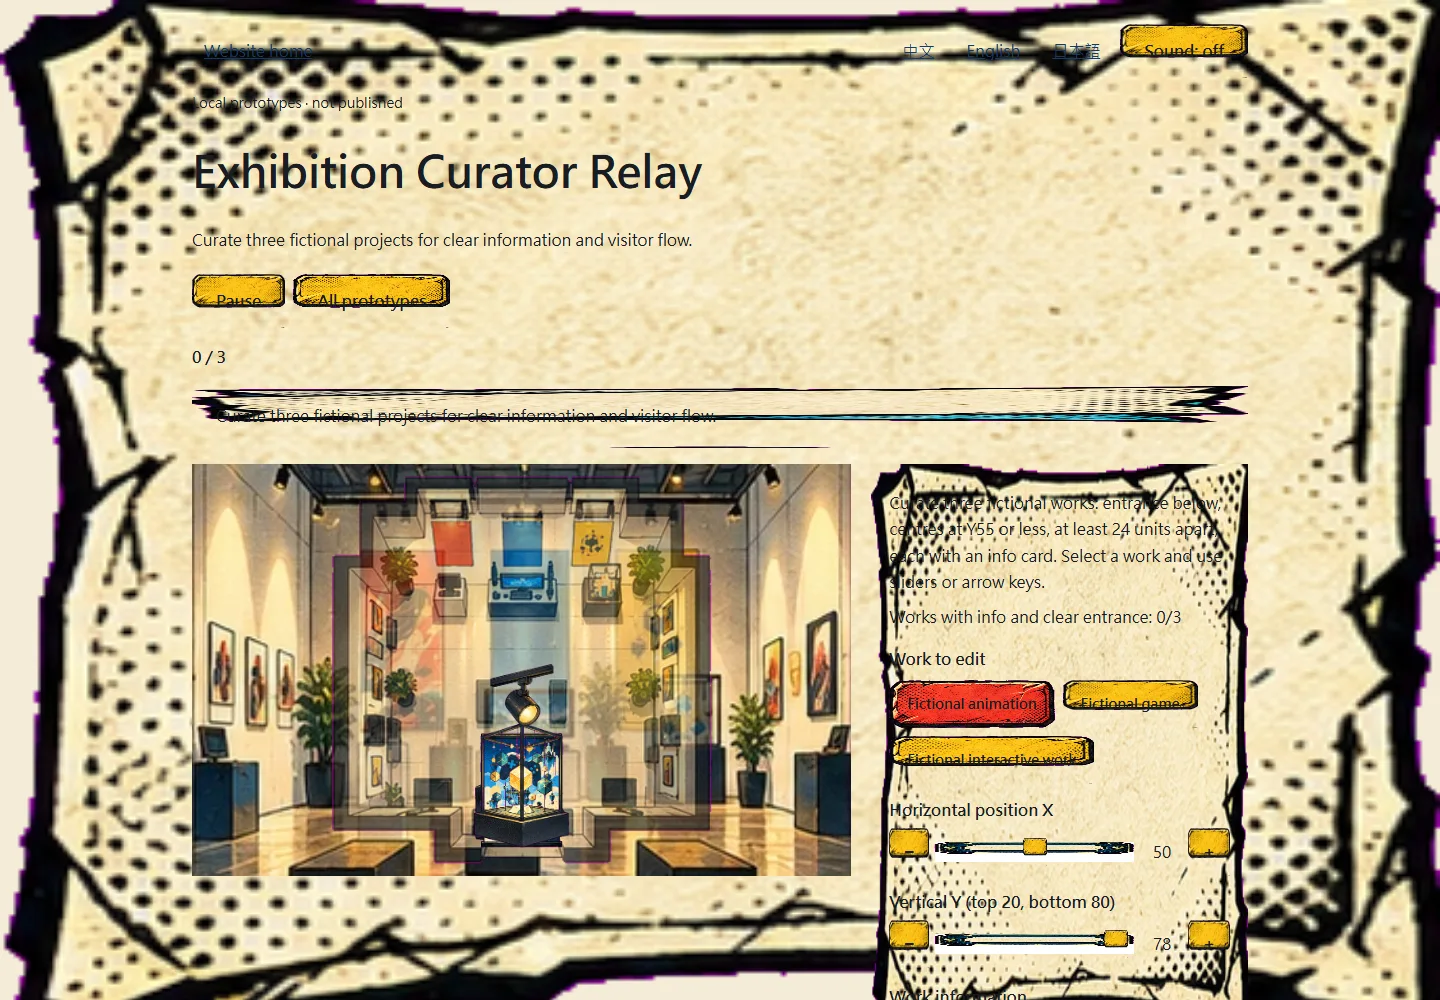 Website home
中文 English 日本語 Sound: off
Local prototypes · not published
Exhibition Curator Relay
Curate three fictional projects for clear information and visitor flow.
Pause All prototypes
0 / 3
Curate three fictional projects for clear information and visitor flow.
Curate three fictional works: entrance below,
centres at Y55 or less, at least 24 units apart,
each with an info card. Select a work and use
sliders or arrow keys.
Works with info and clear entrance: 0/3
Work to edit
Fictional animation Fictional game
Fictional interactive work
Horizontal position X
− 50 +
Vertical Y (top 20, bottom 80)
− 78 +
Work information